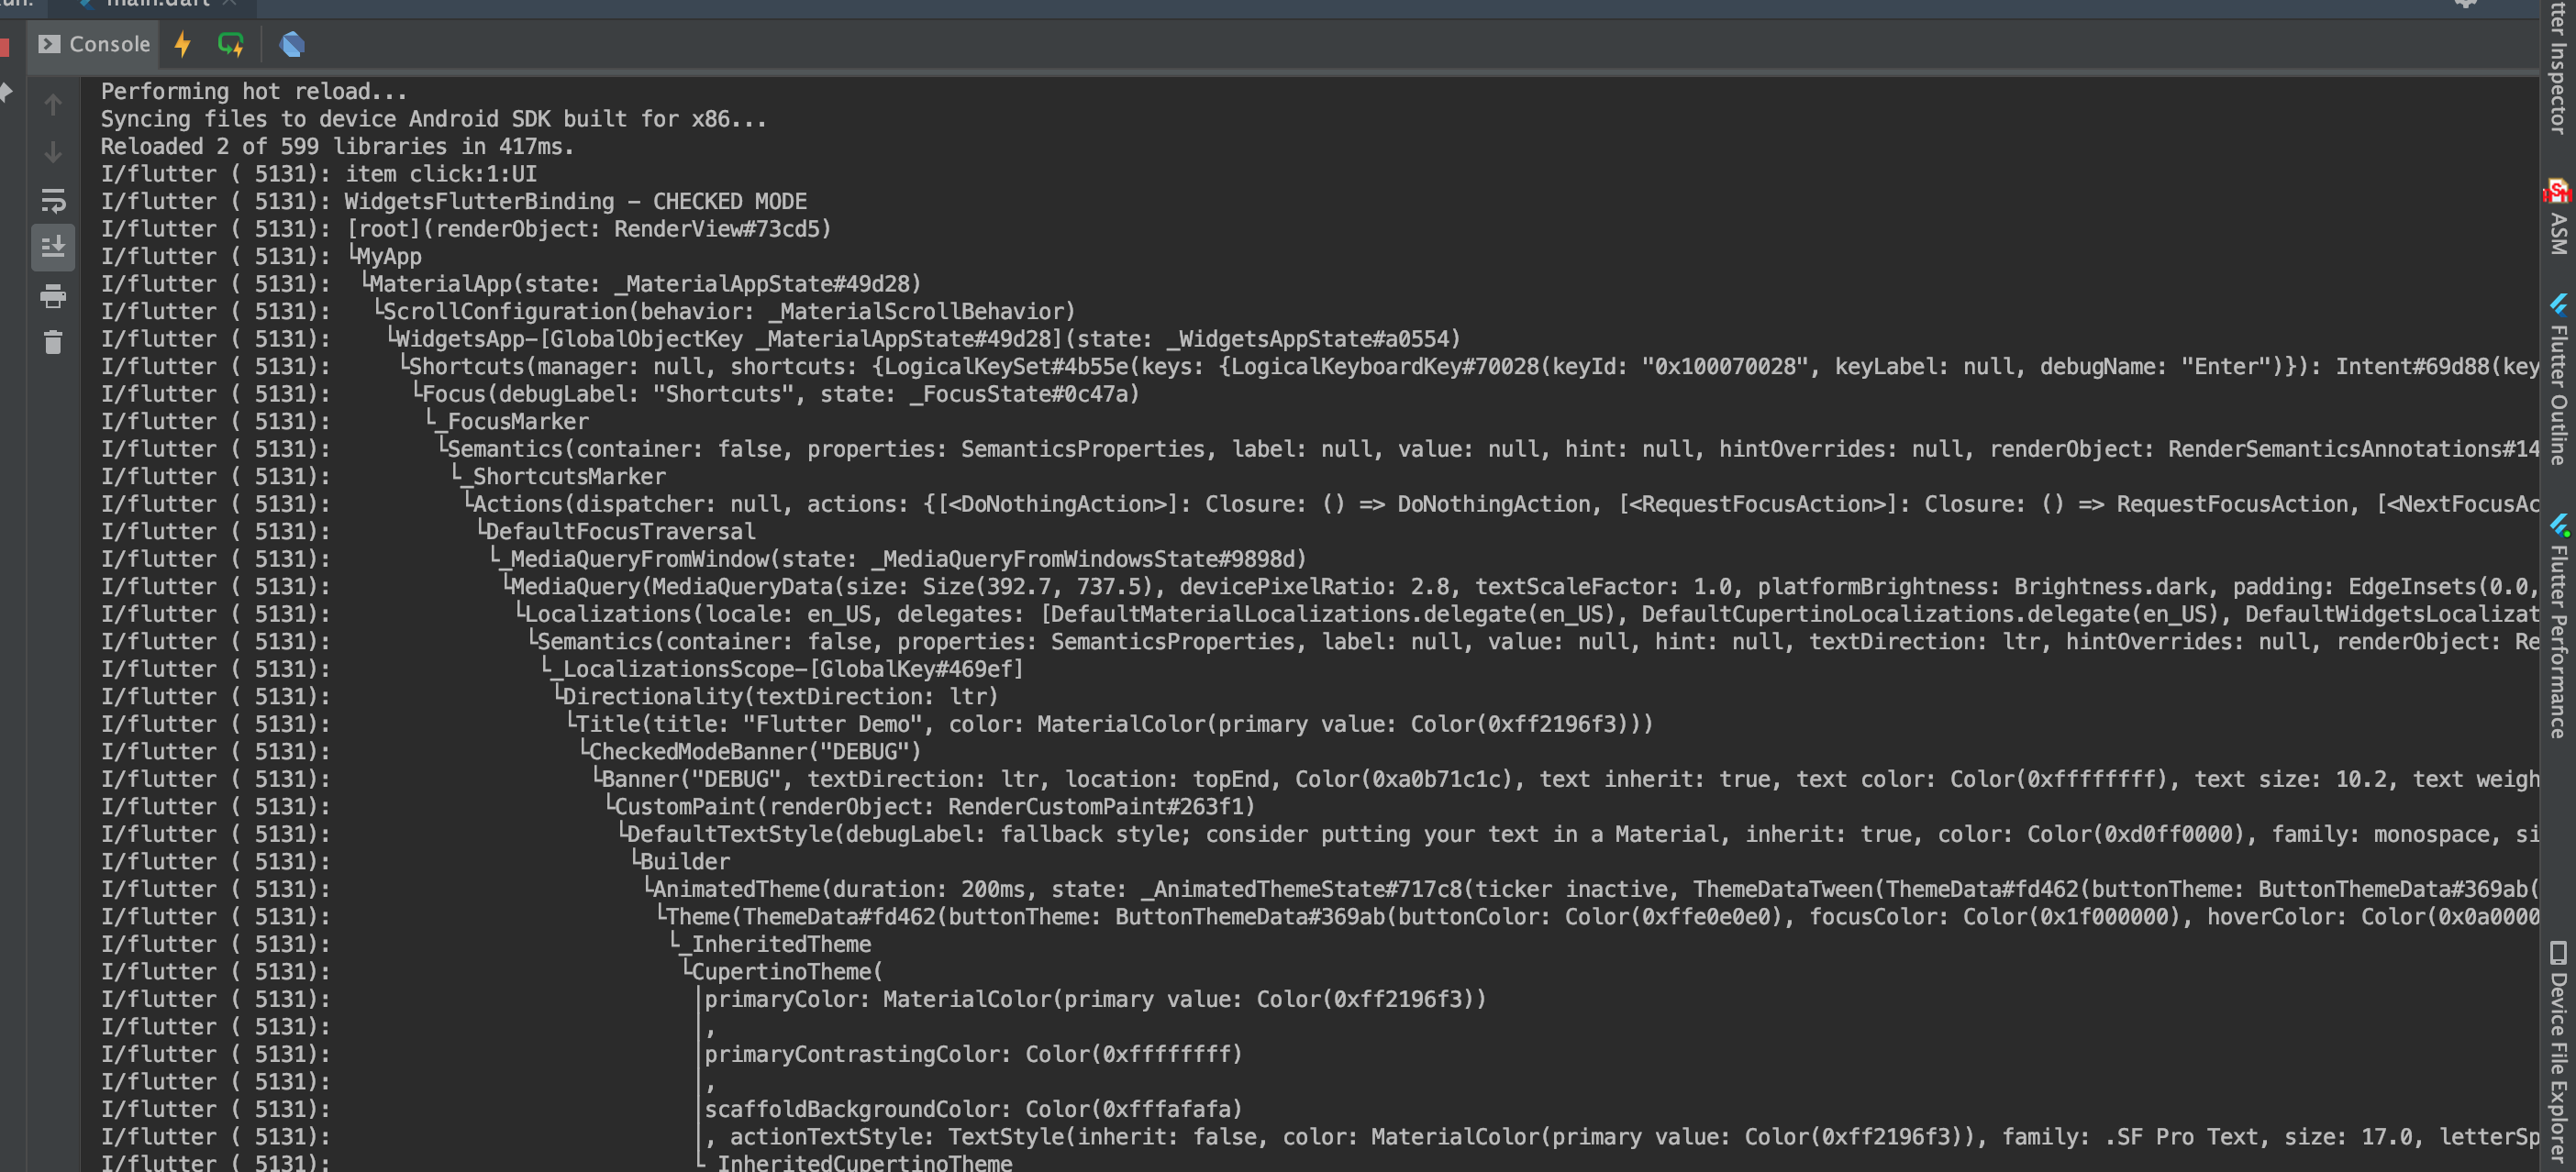 main.dart
Console
Performing hot reload...
Syncing files to device Android SDK built for x86...
Reloaded 2 of 599 libraries in 417ms.
I/flutter ( 5131): item click:1:UI
I/flutter ( 5131): WidgetsFlutterBinding - CHECKED MODE
I/flutter ( 5131): [root](renderObject: RenderView#73cd5)
I/flutter ( 5131): └MyApp
I/flutter ( 5131):  └MaterialApp(state: _MaterialAppState#49d28)
I/flutter ( 5131):   └ScrollConfiguration(behavior: _MaterialScrollBehavior)
I/flutter ( 5131):    └WidgetsApp-[GlobalObjectKey _MaterialAppState#49d28](state: _WidgetsAppState#a0554)
I/flutter ( 5131):     └Shortcuts(manager: null, shortcuts: {LogicalKeySet#4b55e(keys: {LogicalKeyboardKey#70028(keyId: "0x100070028", keyLabel: null, debugName: "Enter")}): Intent#69d88(key
I/flutter ( 5131):      └Focus(debugLabel: "Shortcuts", state: _FocusState#0c47a)
I/flutter ( 5131):       └_FocusMarker
I/flutter ( 5131):        └Semantics(container: false, properties: SemanticsProperties, label: null, value: null, hint: null, hintOverrides: null, renderObject: RenderSemanticsAnnotations#14
I/flutter ( 5131):         └_ShortcutsMarker
I/flutter ( 5131):          └Actions(dispatcher: null, actions: {[<DoNothingAction>]: Closure: () => DoNothingAction, [<RequestFocusAction>]: Closure: () => RequestFocusAction, [<NextFocusAc
I/flutter ( 5131):           └DefaultFocusTraversal
I/flutter ( 5131):            └_MediaQueryFromWindow(state: _MediaQueryFromWindowsState#9898d)
I/flutter ( 5131):             └MediaQuery(MediaQueryData(size: Size(392.7, 737.5), devicePixelRatio: 2.8, textScaleFactor: 1.0, platformBrightness: Brightness.dark, padding: EdgeInsets(0.0,
I/flutter ( 5131):              └Localizations(locale: en_US, delegates: [DefaultMaterialLocalizations.delegate(en_US), DefaultCupertinoLocalizations.delegate(en_US), DefaultWidgetsLocalizat
I/flutter ( 5131):               └Semantics(container: false, properties: SemanticsProperties, label: null, value: null, hint: null, textDirection: ltr, hintOverrides: null, renderObject: Re
I/flutter ( 5131):                └_LocalizationsScope-[GlobalKey#469ef]
I/flutter ( 5131):                 └Directionality(textDirection: ltr)
I/flutter ( 5131):                  └Title(title: "Flutter Demo", color: MaterialColor(primary value: Color(0xff2196f3)))
I/flutter ( 5131):                   └CheckedModeBanner("DEBUG")
I/flutter ( 5131):                    └Banner("DEBUG", textDirection: ltr, location: topEnd, Color(0xa0b71c1c), text inherit: true, text color: Color(0xffffffff), text size: 10.2, text weigh
I/flutter ( 5131):                     └CustomPaint(renderObject: RenderCustomPaint#263f1)
I/flutter ( 5131):                      └DefaultTextStyle(debugLabel: fallback style; consider putting your text in a Material, inherit: true, color: Color(0xd0ff0000), family: monospace, si
I/flutter ( 5131):                       └Builder
I/flutter ( 5131):                        └AnimatedTheme(duration: 200ms, state: _AnimatedThemeState#717c8(ticker inactive, ThemeDataTween(ThemeData#fd462(buttonTheme: ButtonThemeData#369ab(
I/flutter ( 5131):                         └Theme(ThemeData#fd462(buttonTheme: ButtonThemeData#369ab(buttonColor: Color(0xffe0e0e0), focusColor: Color(0x1f000000), hoverColor: Color(0x0a0000
I/flutter ( 5131):                          └_InheritedTheme
I/flutter ( 5131):                           └CupertinoTheme(
I/flutter ( 5131):                            │primaryColor: MaterialColor(primary value: Color(0xff2196f3))
I/flutter ( 5131):                            │,
I/flutter ( 5131):                            │primaryContrastingColor: Color(0xffffffff)
I/flutter ( 5131):                            │,
I/flutter ( 5131):                            │scaffoldBackgroundColor: Color(0xfffafafa)
I/flutter ( 5131):                            │, actionTextStyle: TextStyle(inherit: false, color: MaterialColor(primary value: Color(0xff2196f3)), family: .SF Pro Text, size: 17.0, letterSp
I/flutter ( 5131):                            └_InheritedCupertinoTheme
tter Inspector
ASM
Flutter Outline
Flutter Performance
Device File Explorer